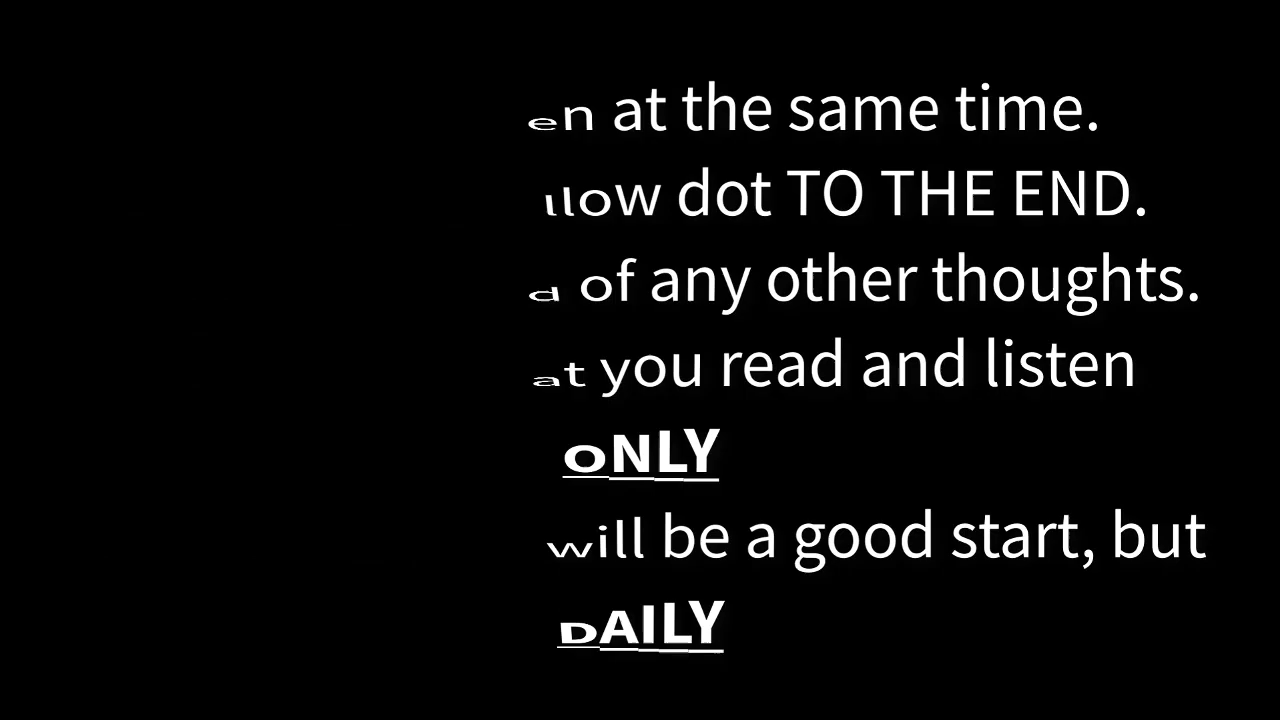 en at the same time.
llow dot TO THE END.
d of any other thoughts.
at you read and listen
ONLY
will be a good start, but
DAILY